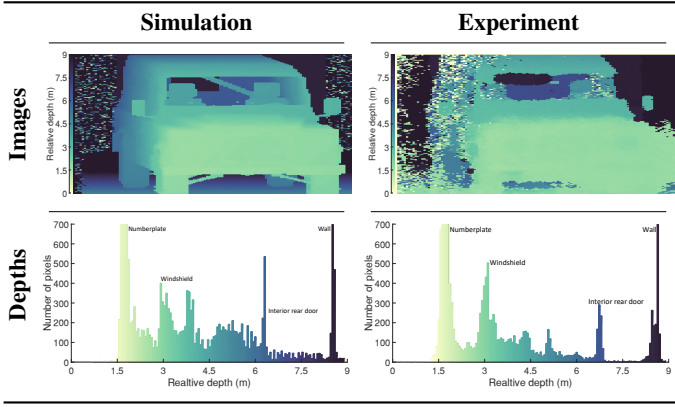 Simulation
Experiment
Images
Relative depth (m)
9
7.5
6
4.5
3
1.5
0
Relative depth (m)
9
7.5
6
4.5
3
1.5
0
Depths
Number of pixels
700
600
500
400
300
200
100
0
Numberplate
Windshield
Interior rear door
Wall
0 1.5 3 4.5 6 7.5 9
Realtive depth (m)
Number of pixels
700
600
500
400
300
200
100
0
Numberplate
Windshield
Interior rear door
Wall
0 1.5 3 4.5 6 7.5 9
Realtive depth (m)